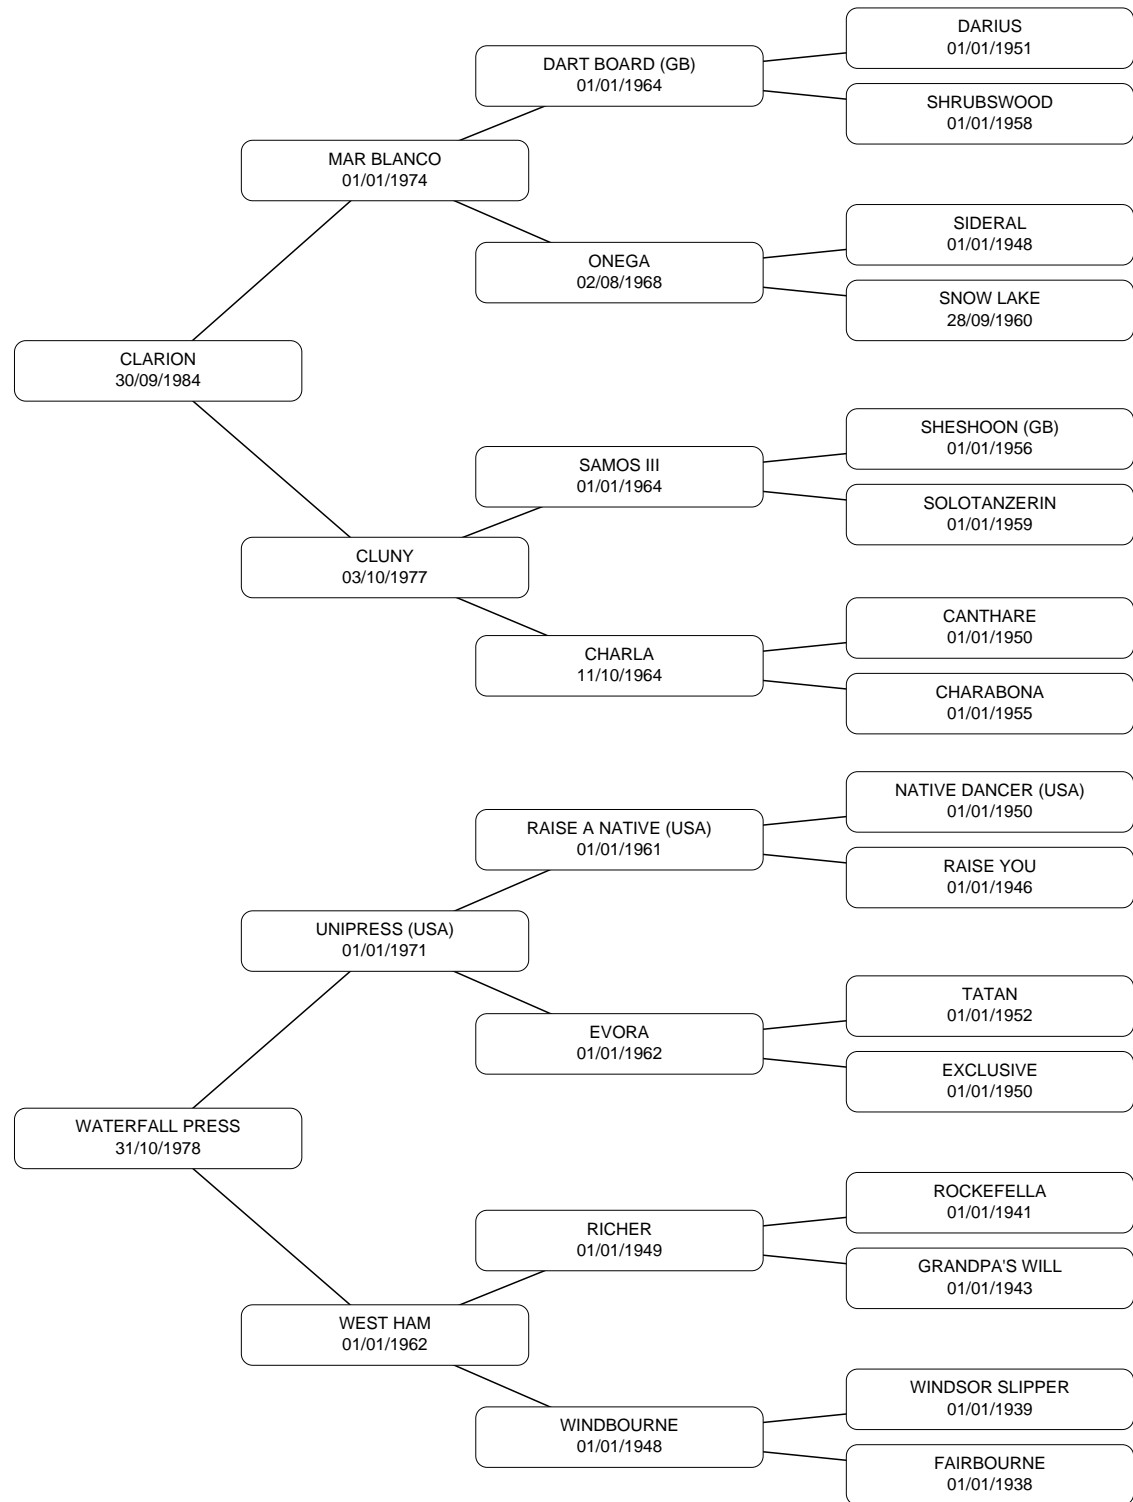 DARIUS
01/01/1951
DART BOARD (GB)
01/01/1964
SHRUBSWOOD
01/01/1958
MAR BLANCO
01/01/1974
SIDERAL
01/01/1948
ONEGA
02/08/1968
SNOW LAKE
28/09/1960
CLARION
30/09/1984
SHESHOON (GB)
01/01/1956
SAMOS III
01/01/1964
SOLOTANZERIN
01/01/1959
CLUNY
03/10/1977
CANTHARE
01/01/1950
CHARLA
11/10/1964
CHARABONA
01/01/1955
NATIVE DANCER (USA)
01/01/1950
RAISE A NATIVE (USA)
01/01/1961
RAISE YOU
01/01/1946
UNIPRESS (USA)
01/01/1971
TATAN
01/01/1952
EVORA
01/01/1962
EXCLUSIVE
01/01/1950
WATERFALL PRESS
31/10/1978
ROCKEFELLA
01/01/1941
RICHER
01/01/1949
GRANDPA'S WILL
01/01/1943
WEST HAM
01/01/1962
WINDSOR SLIPPER
01/01/1939
WINDBOURNE
01/01/1948
FAIRBOURNE
01/01/1938